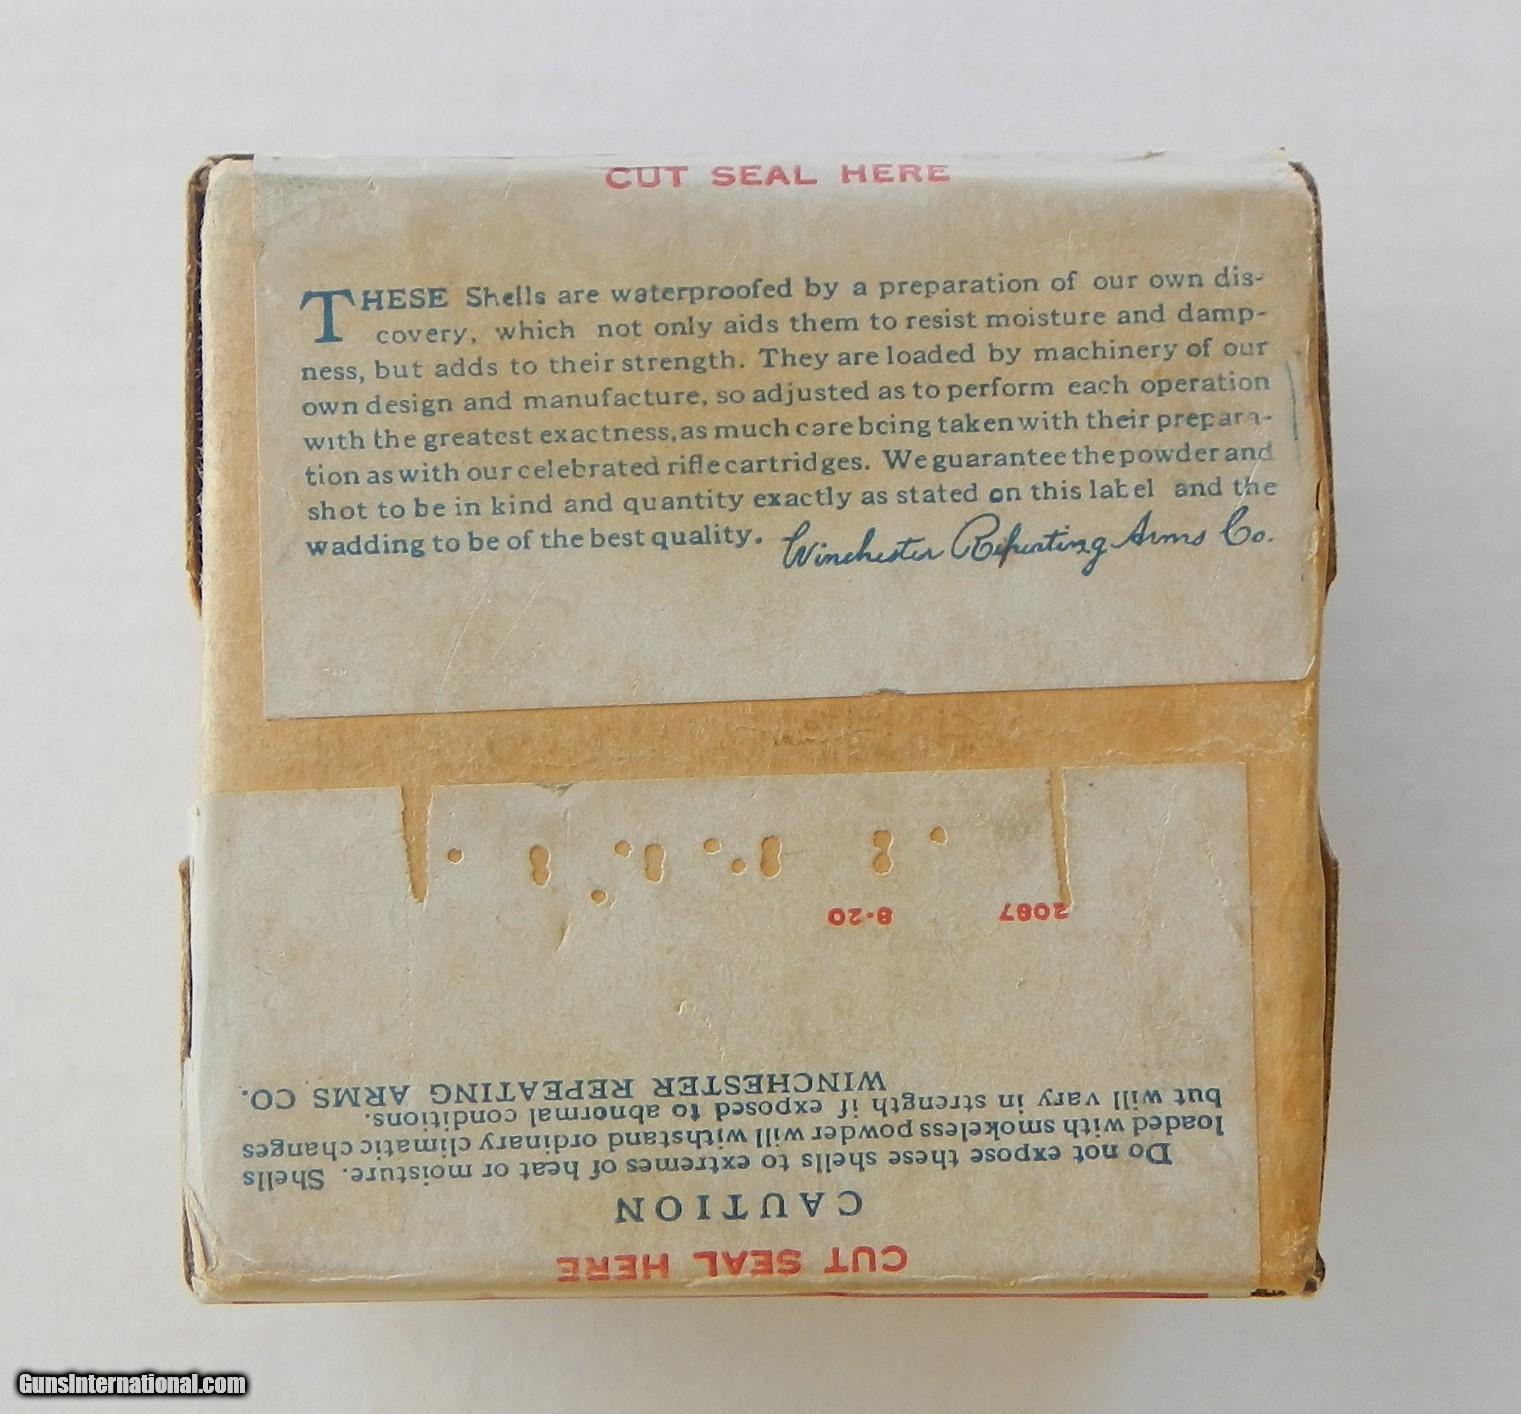 CUT SEAL HERE
THESE Shells are waterproofed by a preparation of our own dis-
covery, which not only aids them to resist moisture and damp-
ness, but adds to their strength. They are loaded by machinery of our
own design and manufacture, so adjusted as to perform each operation
with the greatest exactness, as much care being taken with their prepara-
tion as with our celebrated rifle cartridges. We guarantee the powder and
shot to be in kind and quantity exactly as stated on this label and the
wadding to be of the best quality. Winchester Repeating Arms Co.
CUT SEAL HERE
CAUTION
Do not expose these shells to extremes of heat or moisture. Shells
loaded with smokeless powder will withstand ordinary climatic changes
but will vary in strength if exposed to abnormal conditions.
WINCHESTER REPEATING ARMS CO.
2087 8-20
GunsInternational.com